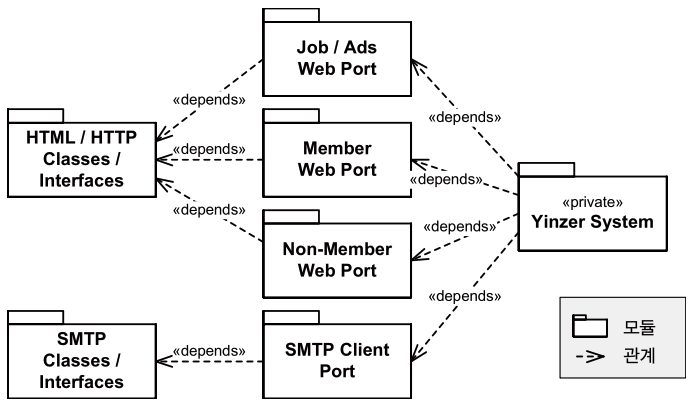 Job / Ads
Web Port
«depends»
«depends»
HTML / HTTP
Classes /
Interfaces
«depends»
Member
Web Port
«depends»
«private»
Yinzer System
«depends»
«depends»
Non-Member
Web Port
«depends»
SMTP
Classes /
Interfaces
«depends»
SMTP Client
Port
모듈
관계